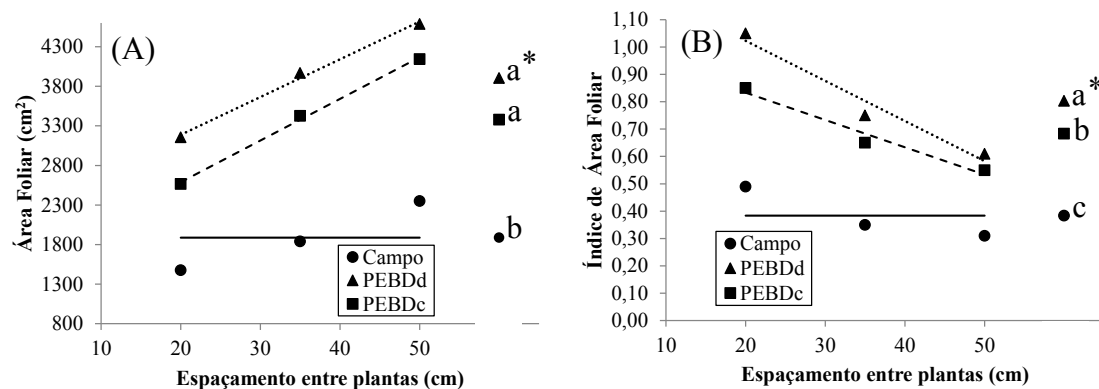 (A)
Área Foliar (cm²)
4300
3800
3300
2800
2300
1800
1300
800
10 20 30 40 50
Espaçamento entre plantas (cm)
Campo
PEBDd
PEBDc
a*
a
b
(B)
Índice de Área Foliar
1,10
1,00
0,90
0,80
0,70
0,60
0,50
0,40
0,30
0,20
0,10
0,00
10 20 30 40 50
Espaçamento entre plantas (cm)
Campo
PEBDd
PEBDc
a*
b
c